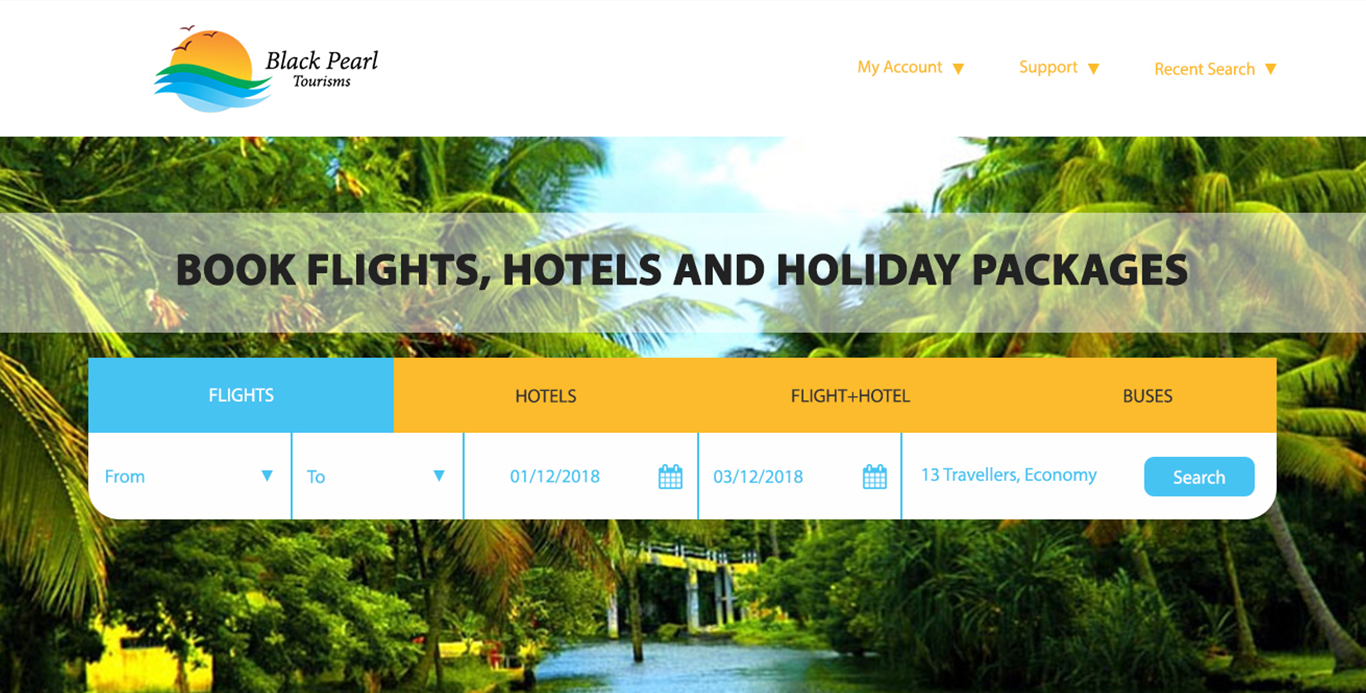 Black Pearl
Tourisms
My Account
Support
Recent Search
BOOK FLIGHTS, HOTELS AND HOLIDAY PACKAGES
FLIGHTS
HOTELS
FLIGHT+HOTEL
BUSES
From
To
01/12/2018
03/12/2018
13 Travellers, Economy
Search